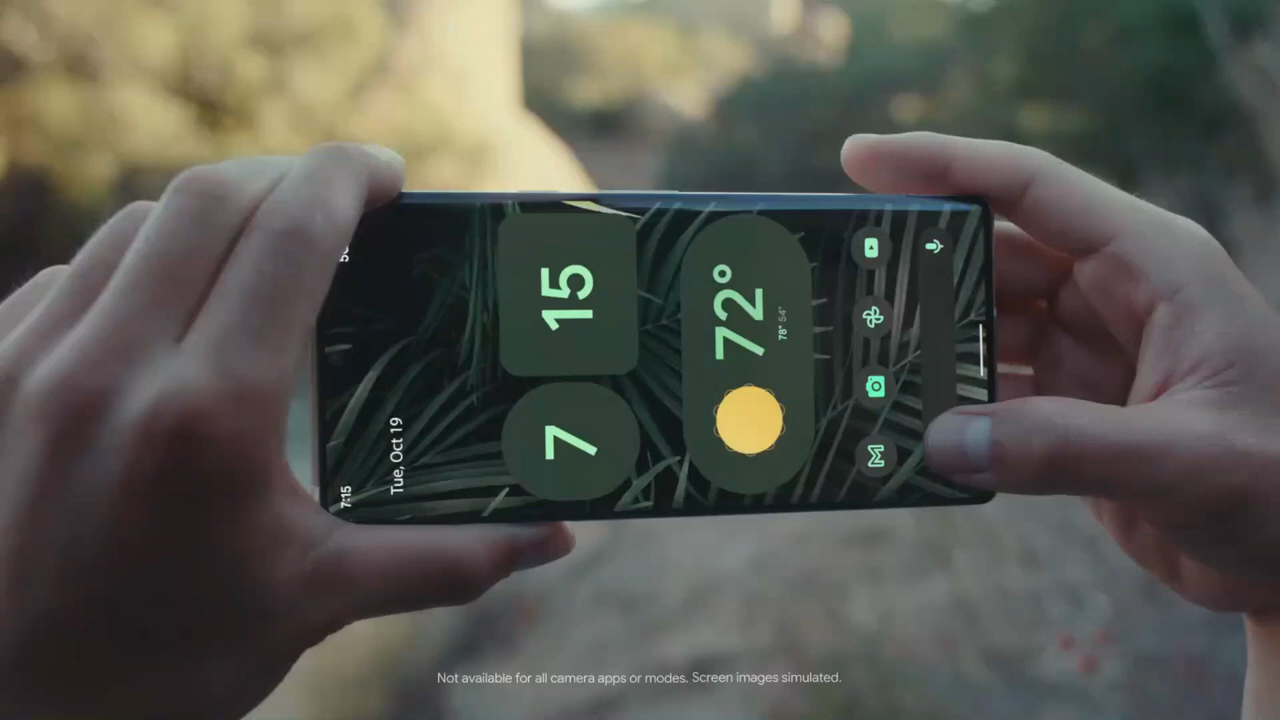 7:15
5G
Tue, Oct 19
7
15
72°
78° 54°
Not available for all camera apps or modes. Screen images simulated.